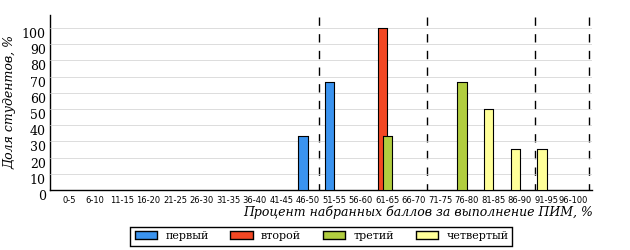 Доля студентов, %
100
90
80
70
60
50
40
30
20
10
0
0-5 6-10 11-15 16-20 21-25 26-30 31-35 36-40 41-45 46-50 51-55 56-60 61-65 66-70 71-75 76-80 81-85 86-90 91-95 96-100
Процент набранных баллов за выполнение ПИМ, %
первый второй третий четвертый